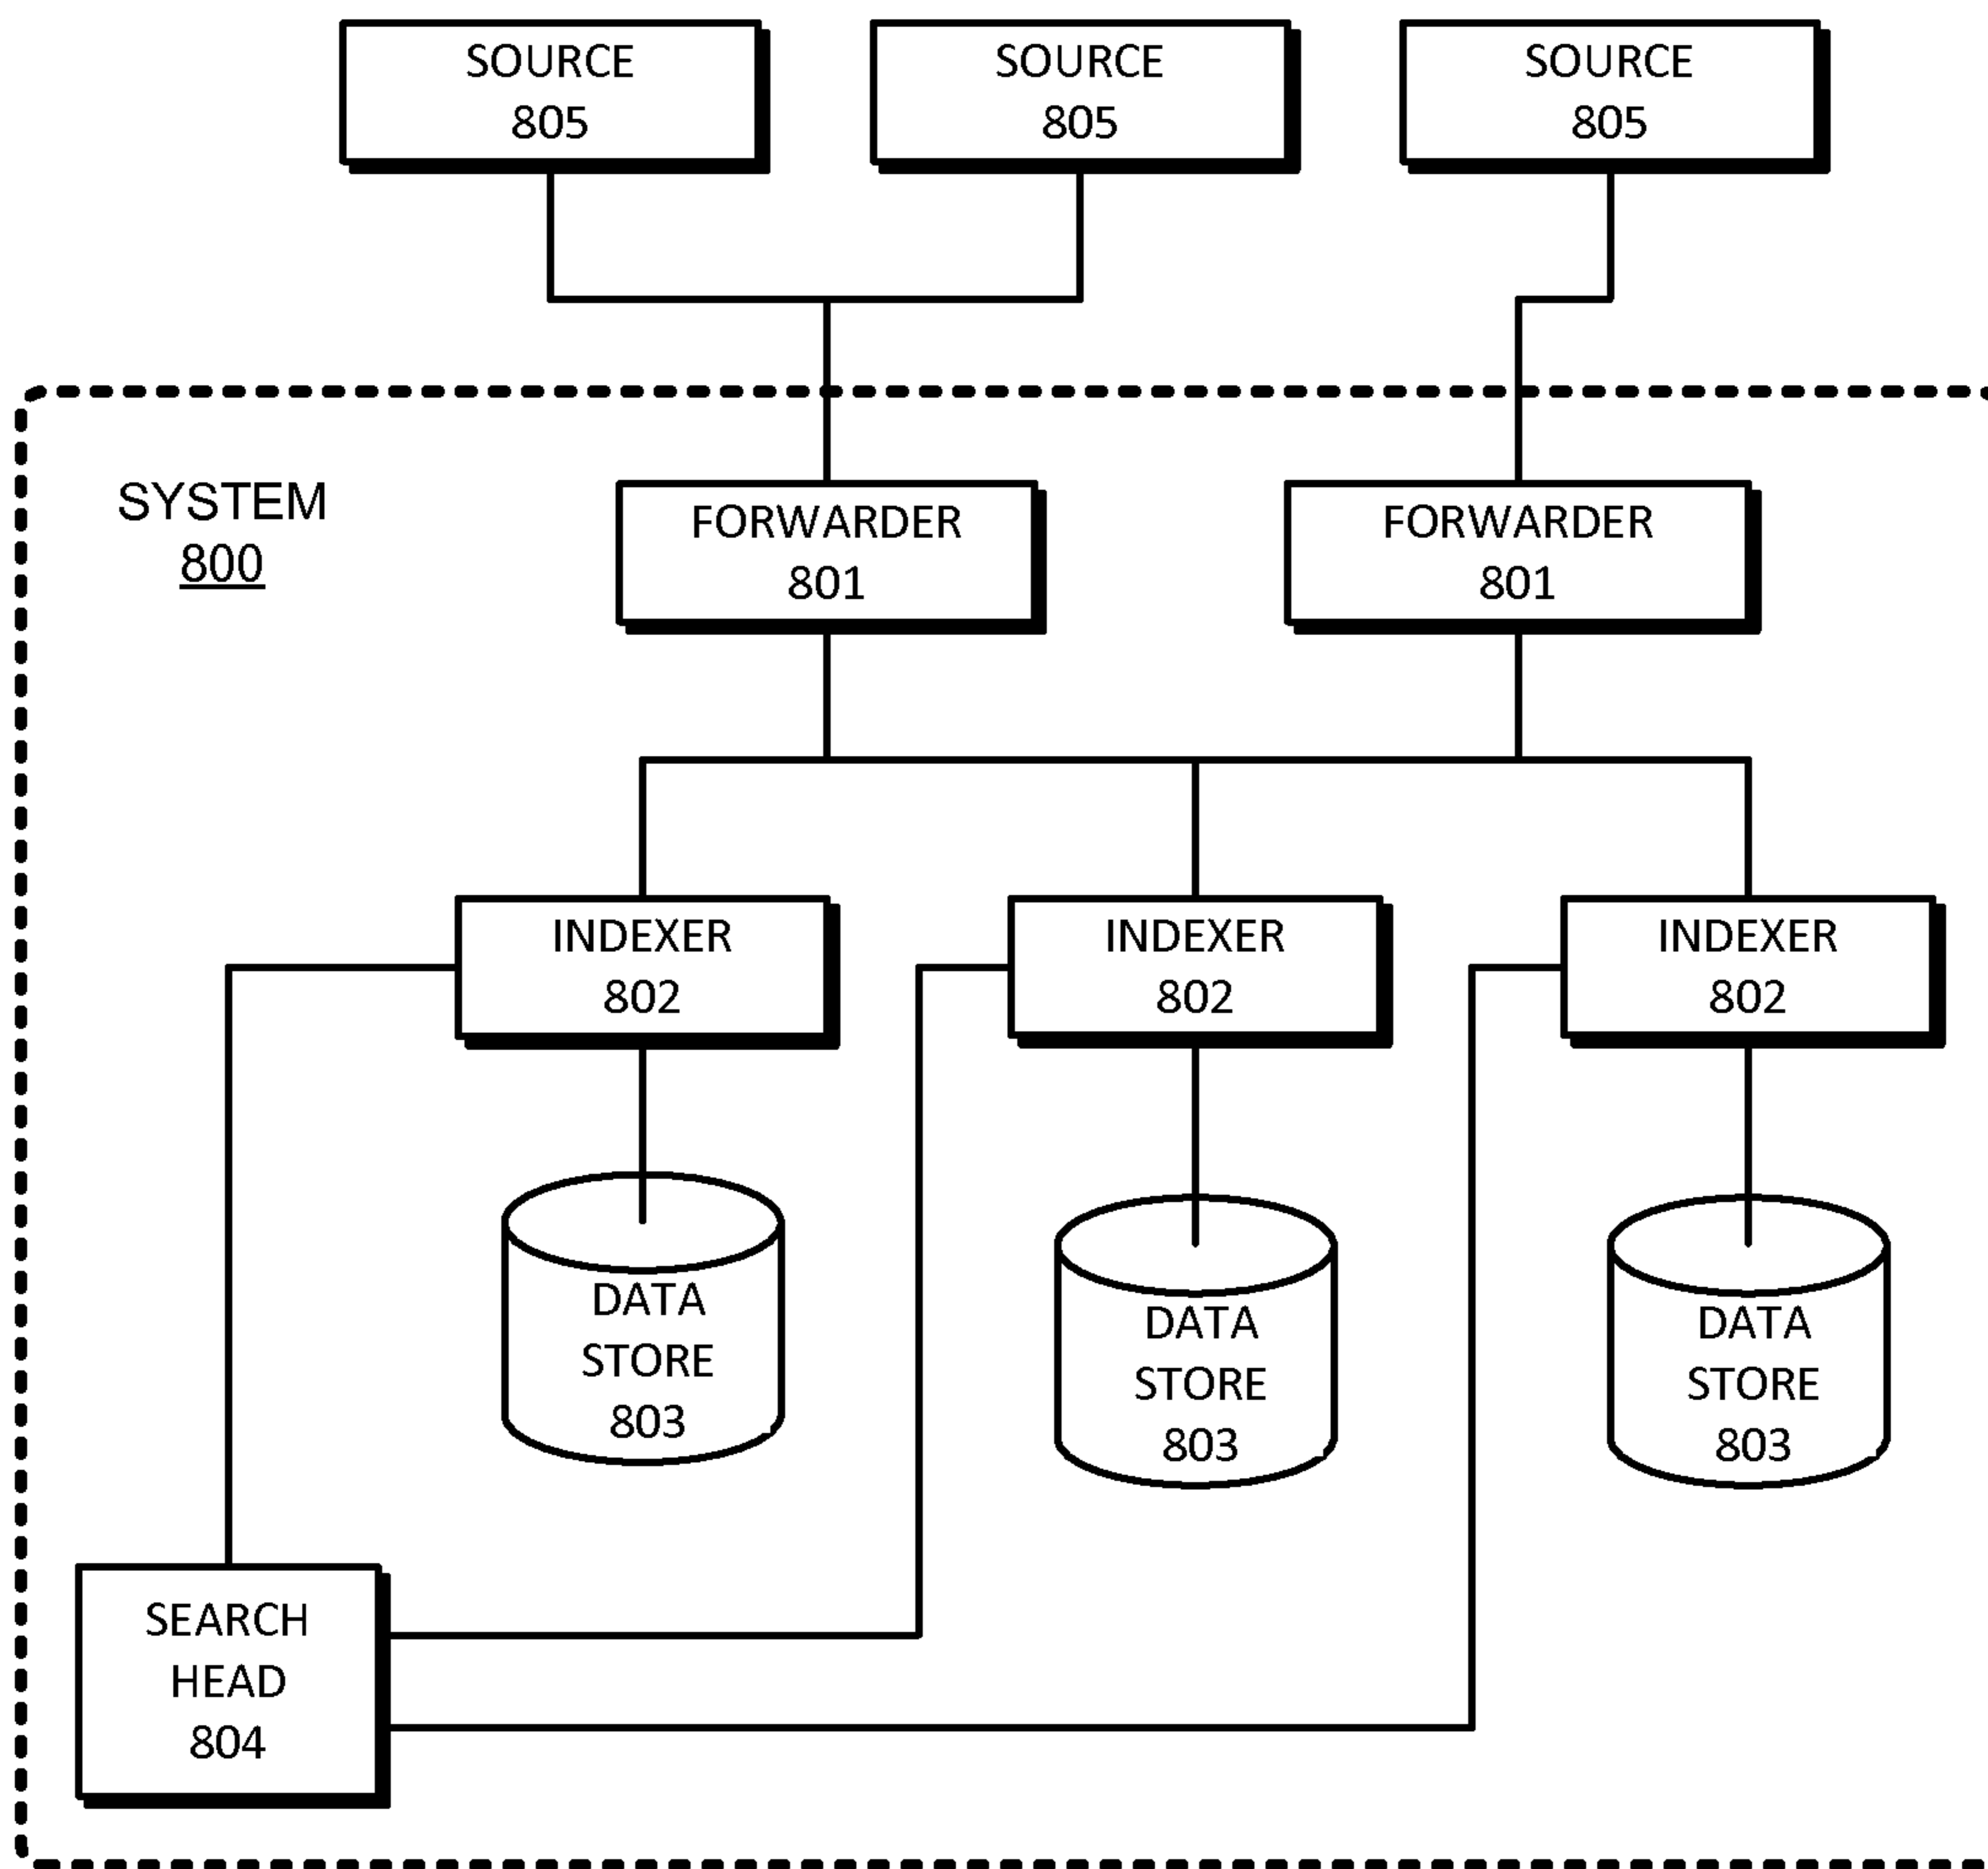 SOURCE
805
SOURCE
805
SOURCE
805
SYSTEM
800
FORWARDER
801
FORWARDER
801
INDEXER
802
INDEXER
802
INDEXER
802
DATA
STORE
803
DATA
STORE
803
DATA
STORE
803
SEARCH
HEAD
804